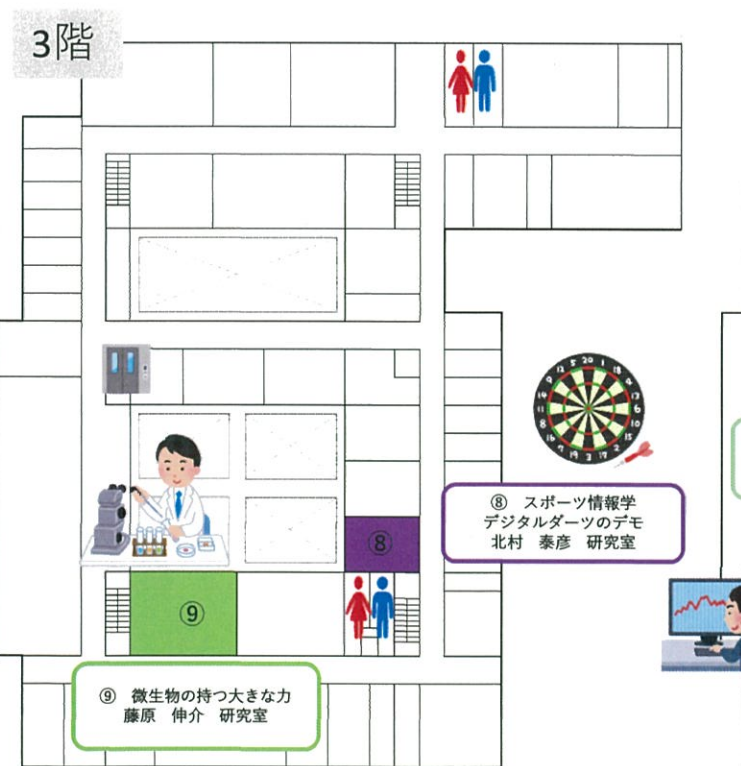 3階
⑧
⑧ スポーツ情報学
デジタルダーツのデモ
北村 泰彦 研究室
⑨
⑨ 微生物の持つ大きな力
藤原 伸介 研究室